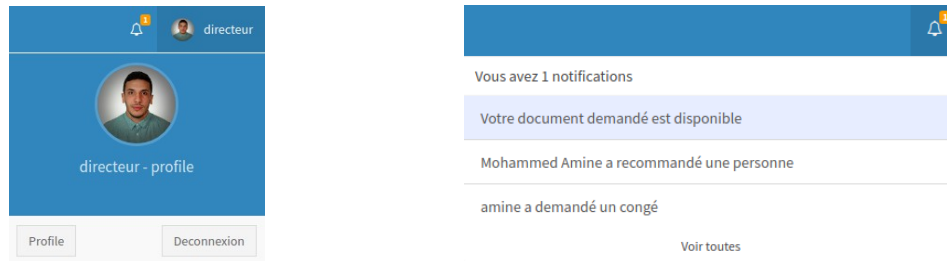 1
directeur
directeur - profile
Profile
Deconnexion
1
Vous avez 1 notifications
Votre document demandé est disponible
Mohammed Amine a recommandé une personne
amine a demandé un congé
Voir toutes